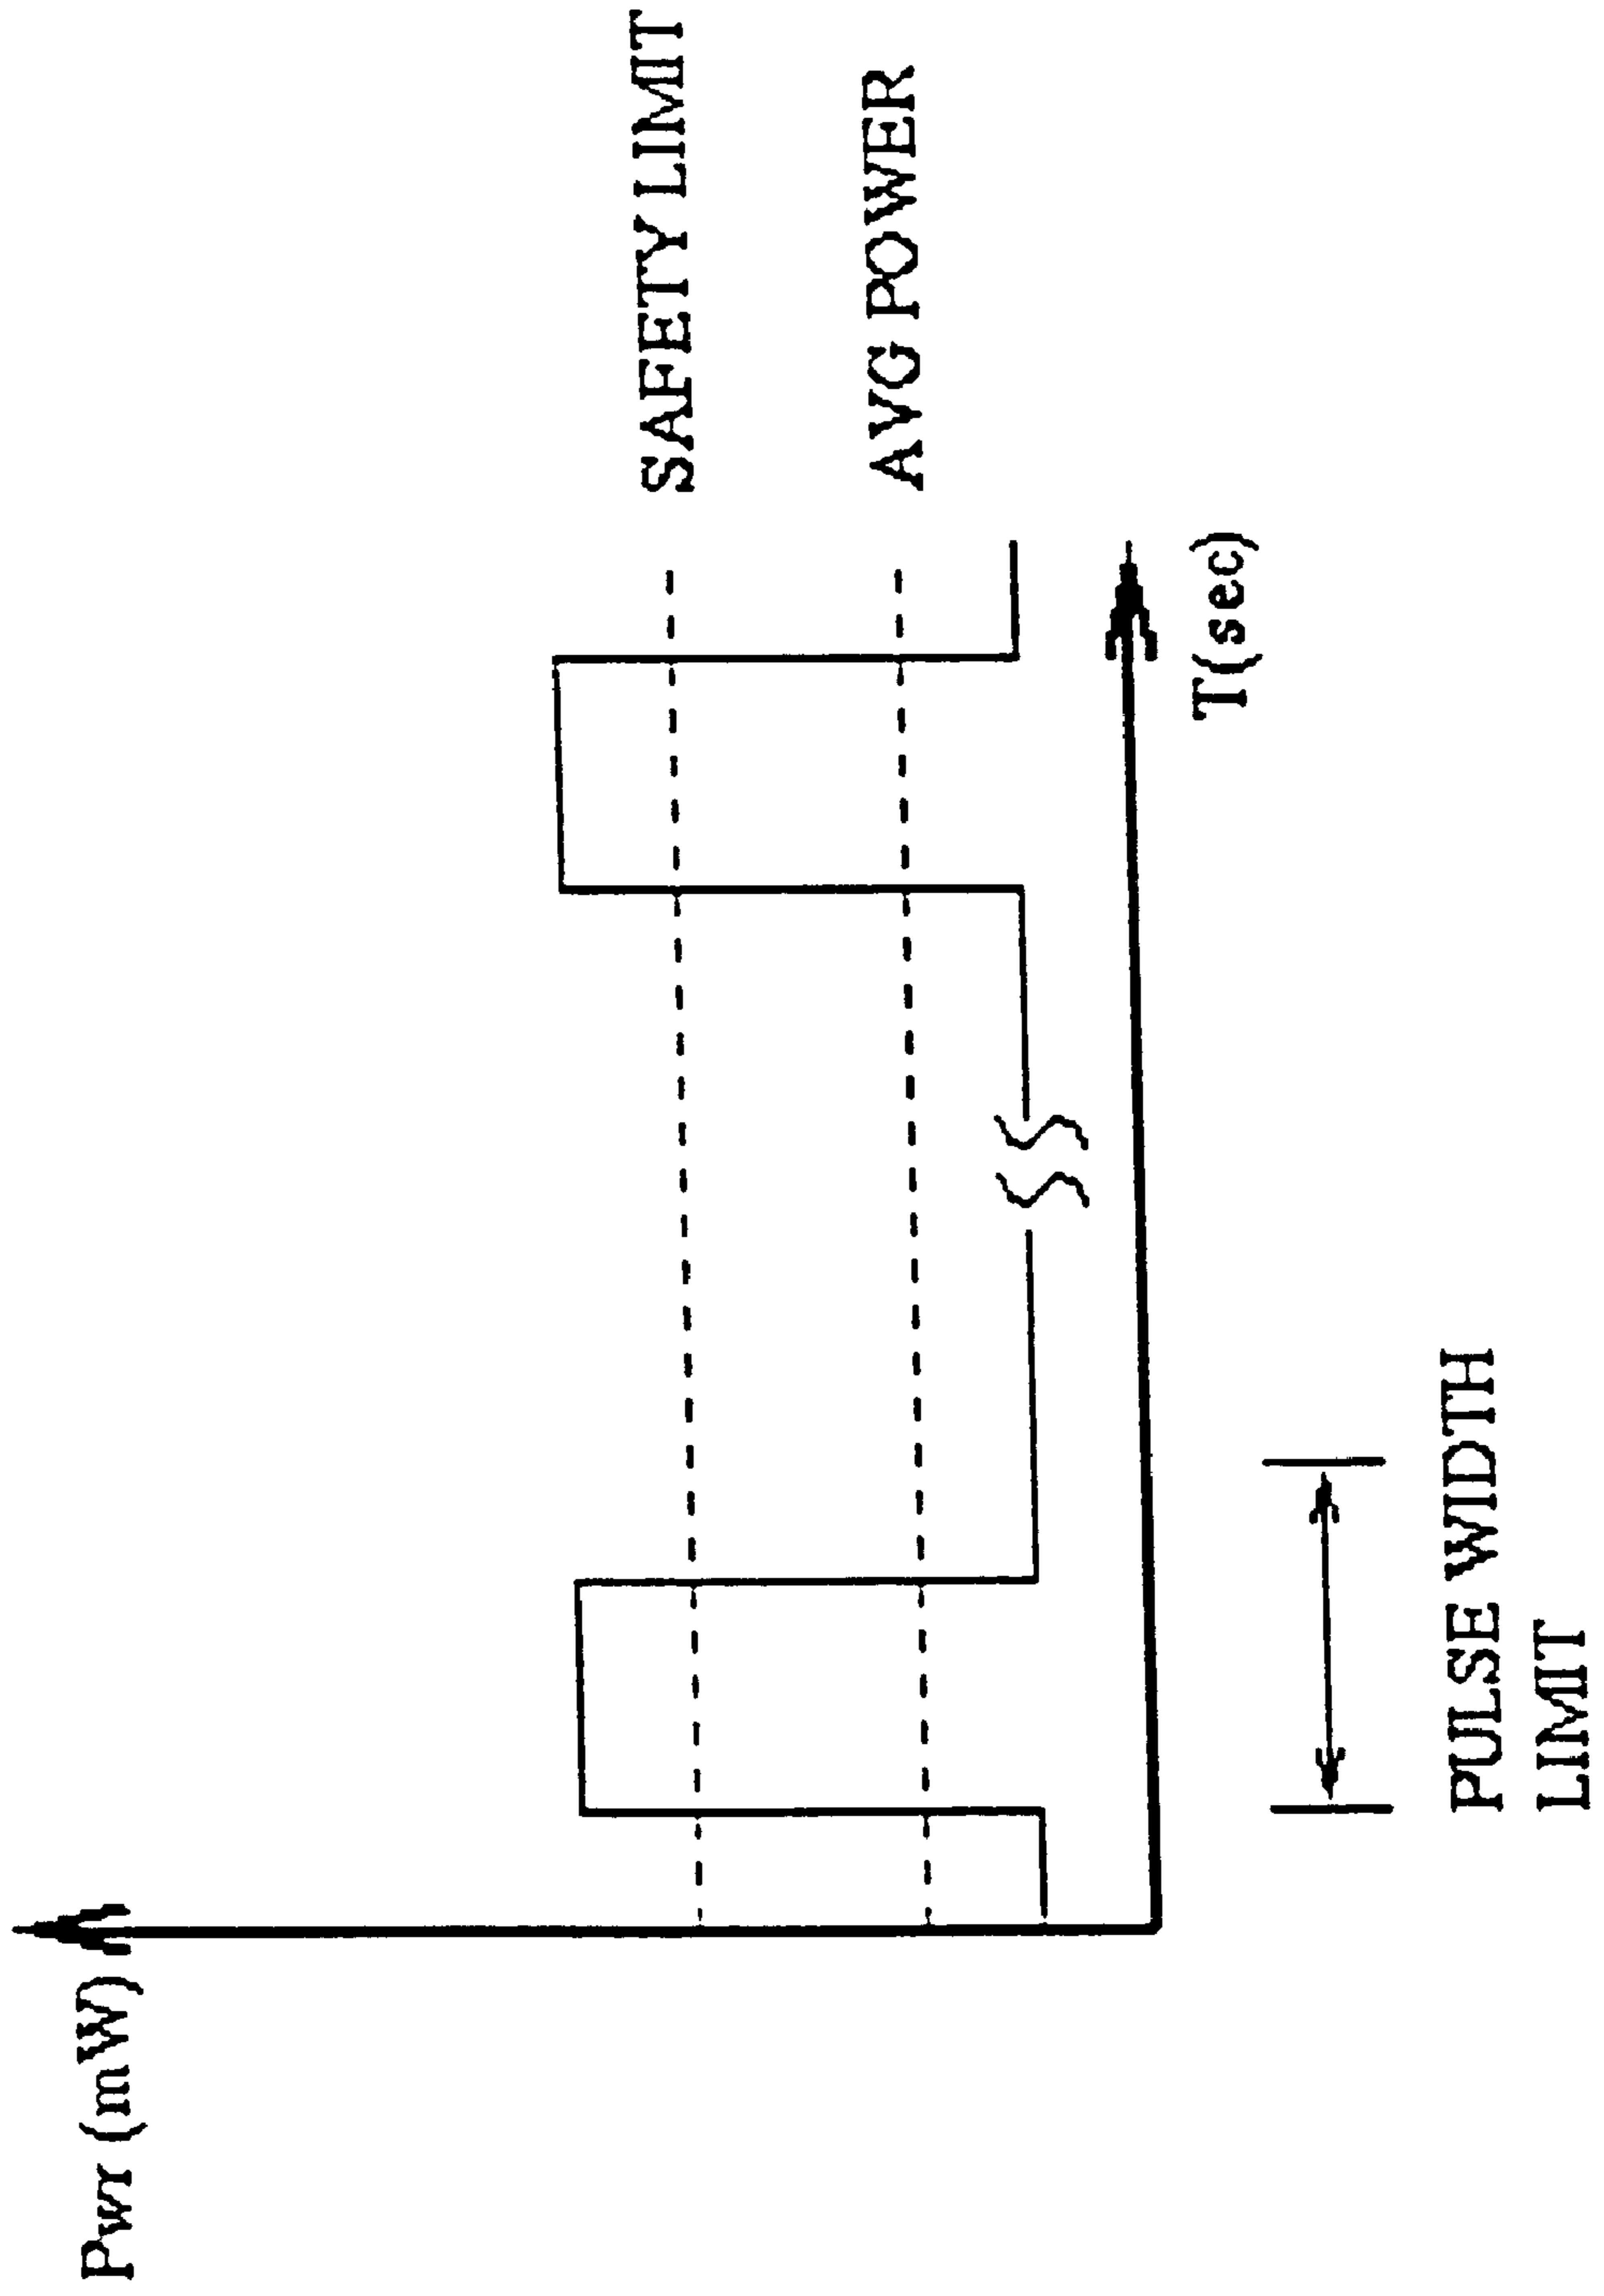 Pwr (mW)
SAFETY LIMIT
AVG POWER
T(sec)
PULSE WIDTH
LIMIT